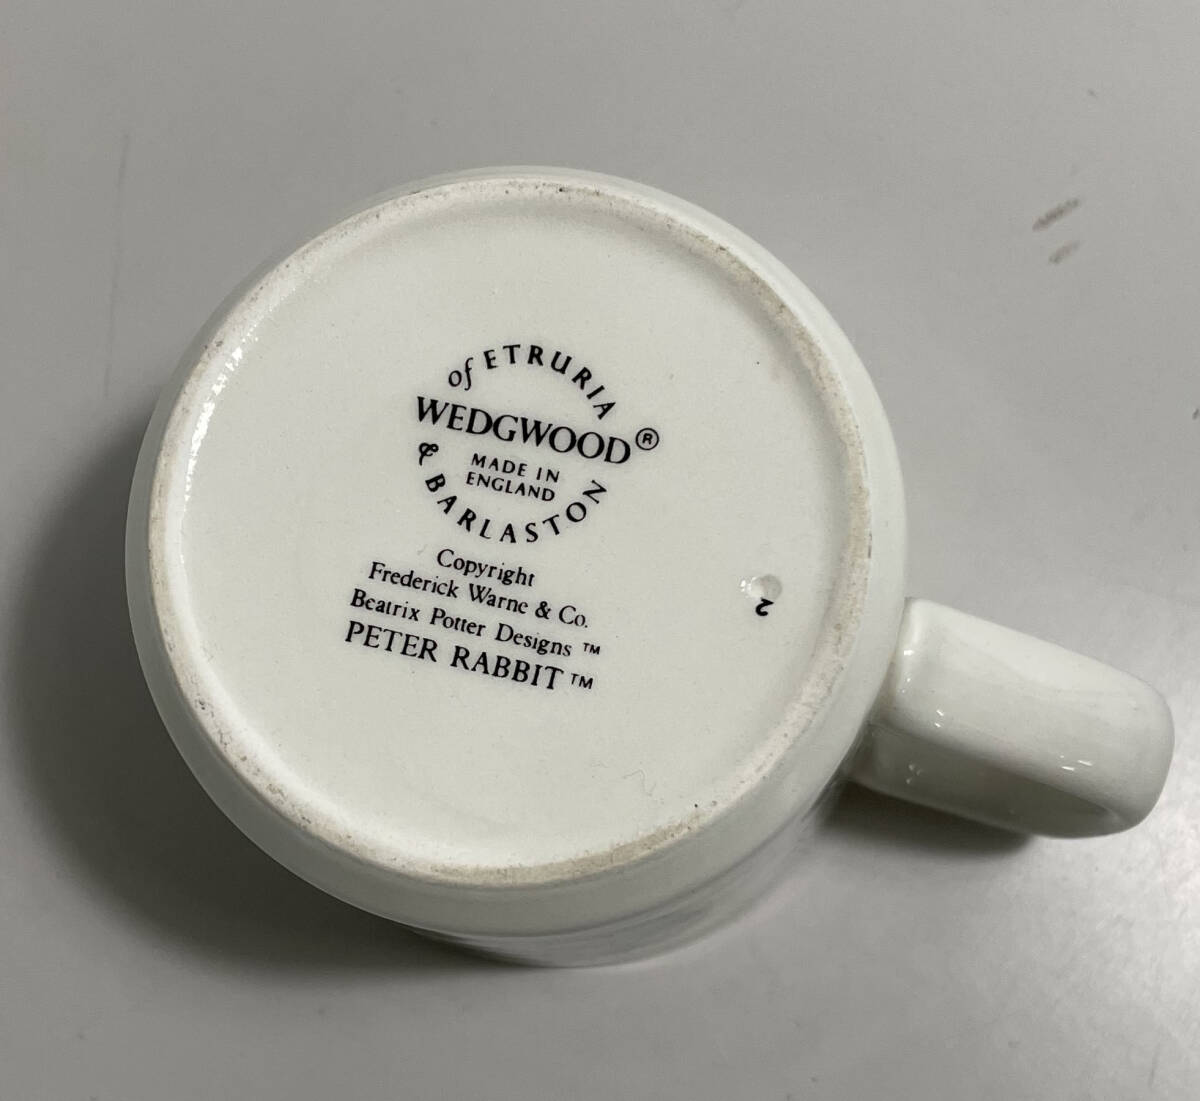 of ETRURIA
WEDGWOOD®
MADE IN
ENGLAND
& BARLASTON
Copyright
Frederick Warne & Co.
Beatrix Potter Designs ™
PETER RABBIT ™
2